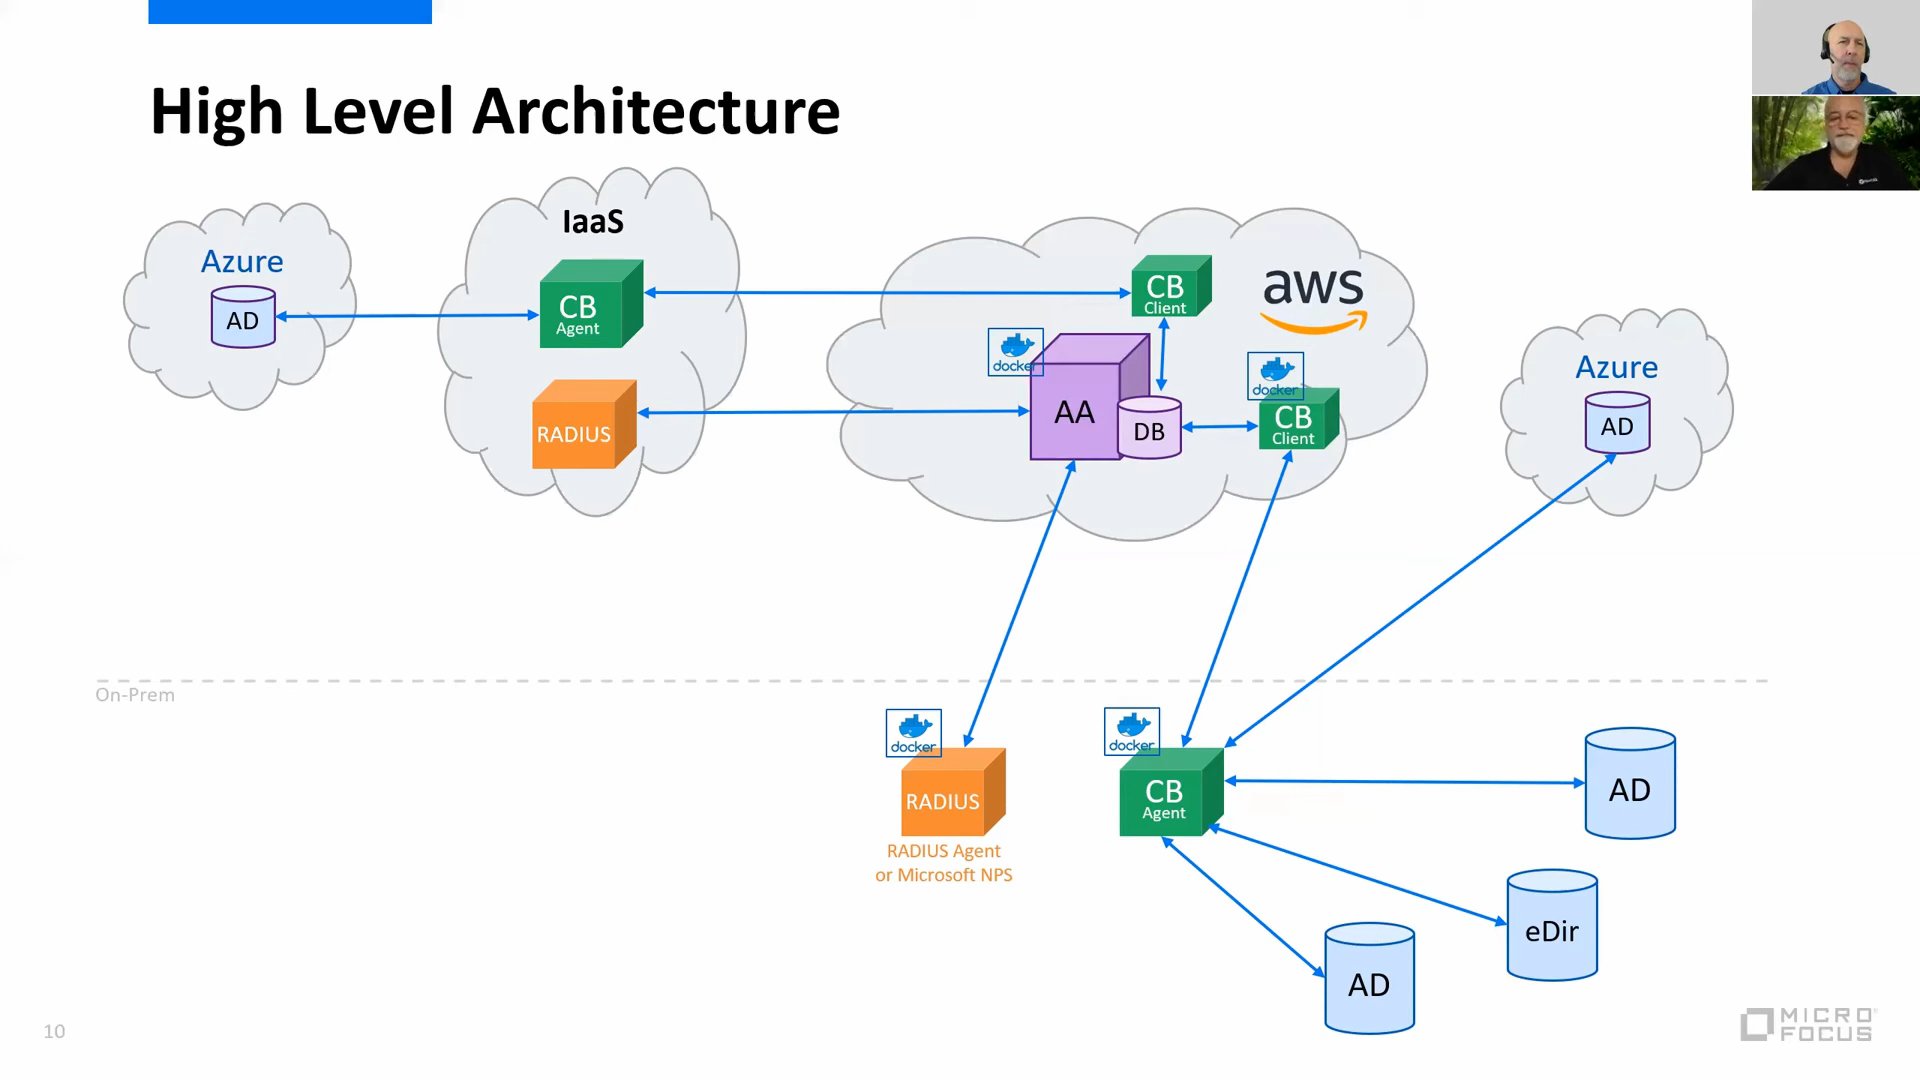 High Level Architecture
Azure
AD
IaaS
CB
Agent
RADIUS
CB
Client
aws
docker
AA
DB
docker
CB
Client
Azure
AD
On-Prem
docker
RADIUS
RADIUS Agent
or Microsoft NPS
docker
CB
Agent
AD
eDir
AD
10
MICRO
FOCUS